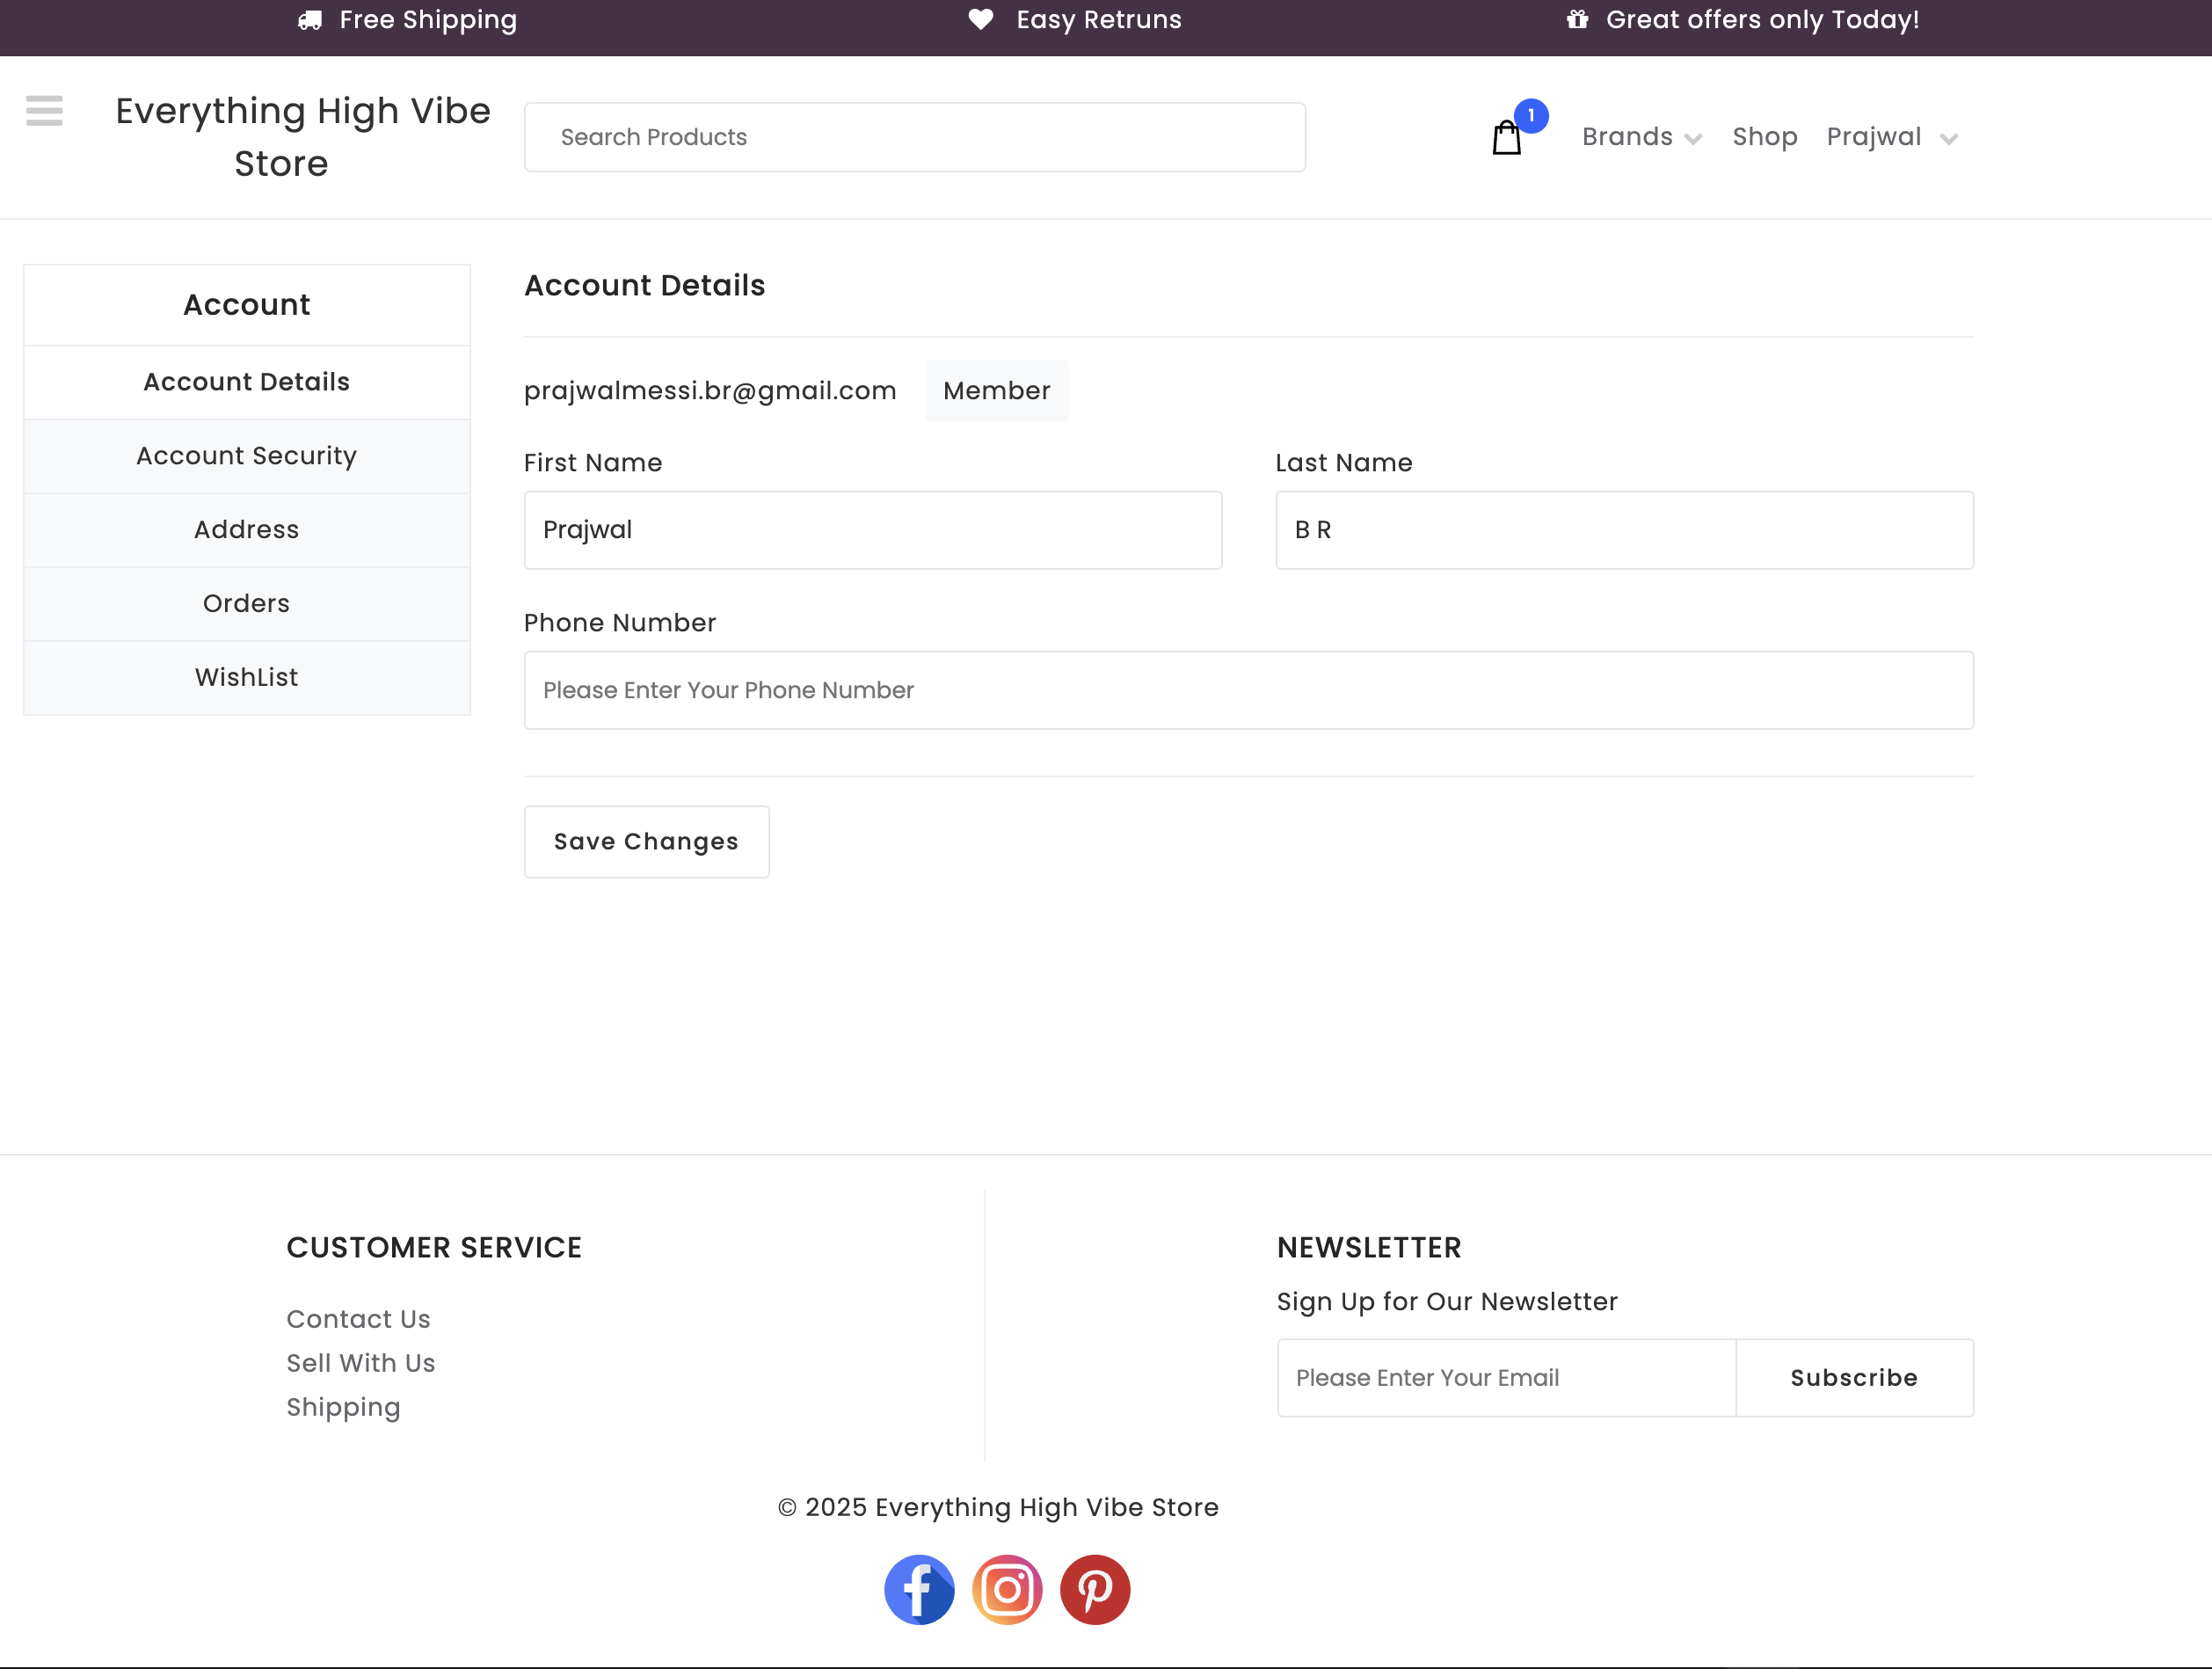 Free Shipping
Easy Retruns
Great offers only Today!
Everything High Vibe
Store
Search Products
1
Brands
Shop
Prajwal
Account
Account Details
Account Security
Address
Orders
WishList
Account Details
prajwalmessi.br@gmail.com
Member
First Name
Last Name
Prajwal
B R
Phone Number
Please Enter Your Phone Number
Save Changes
CUSTOMER SERVICE
Contact Us
Sell With Us
Shipping
NEWSLETTER
Sign Up for Our Newsletter
Please Enter Your Email
Subscribe
© 2025 Everything High Vibe Store